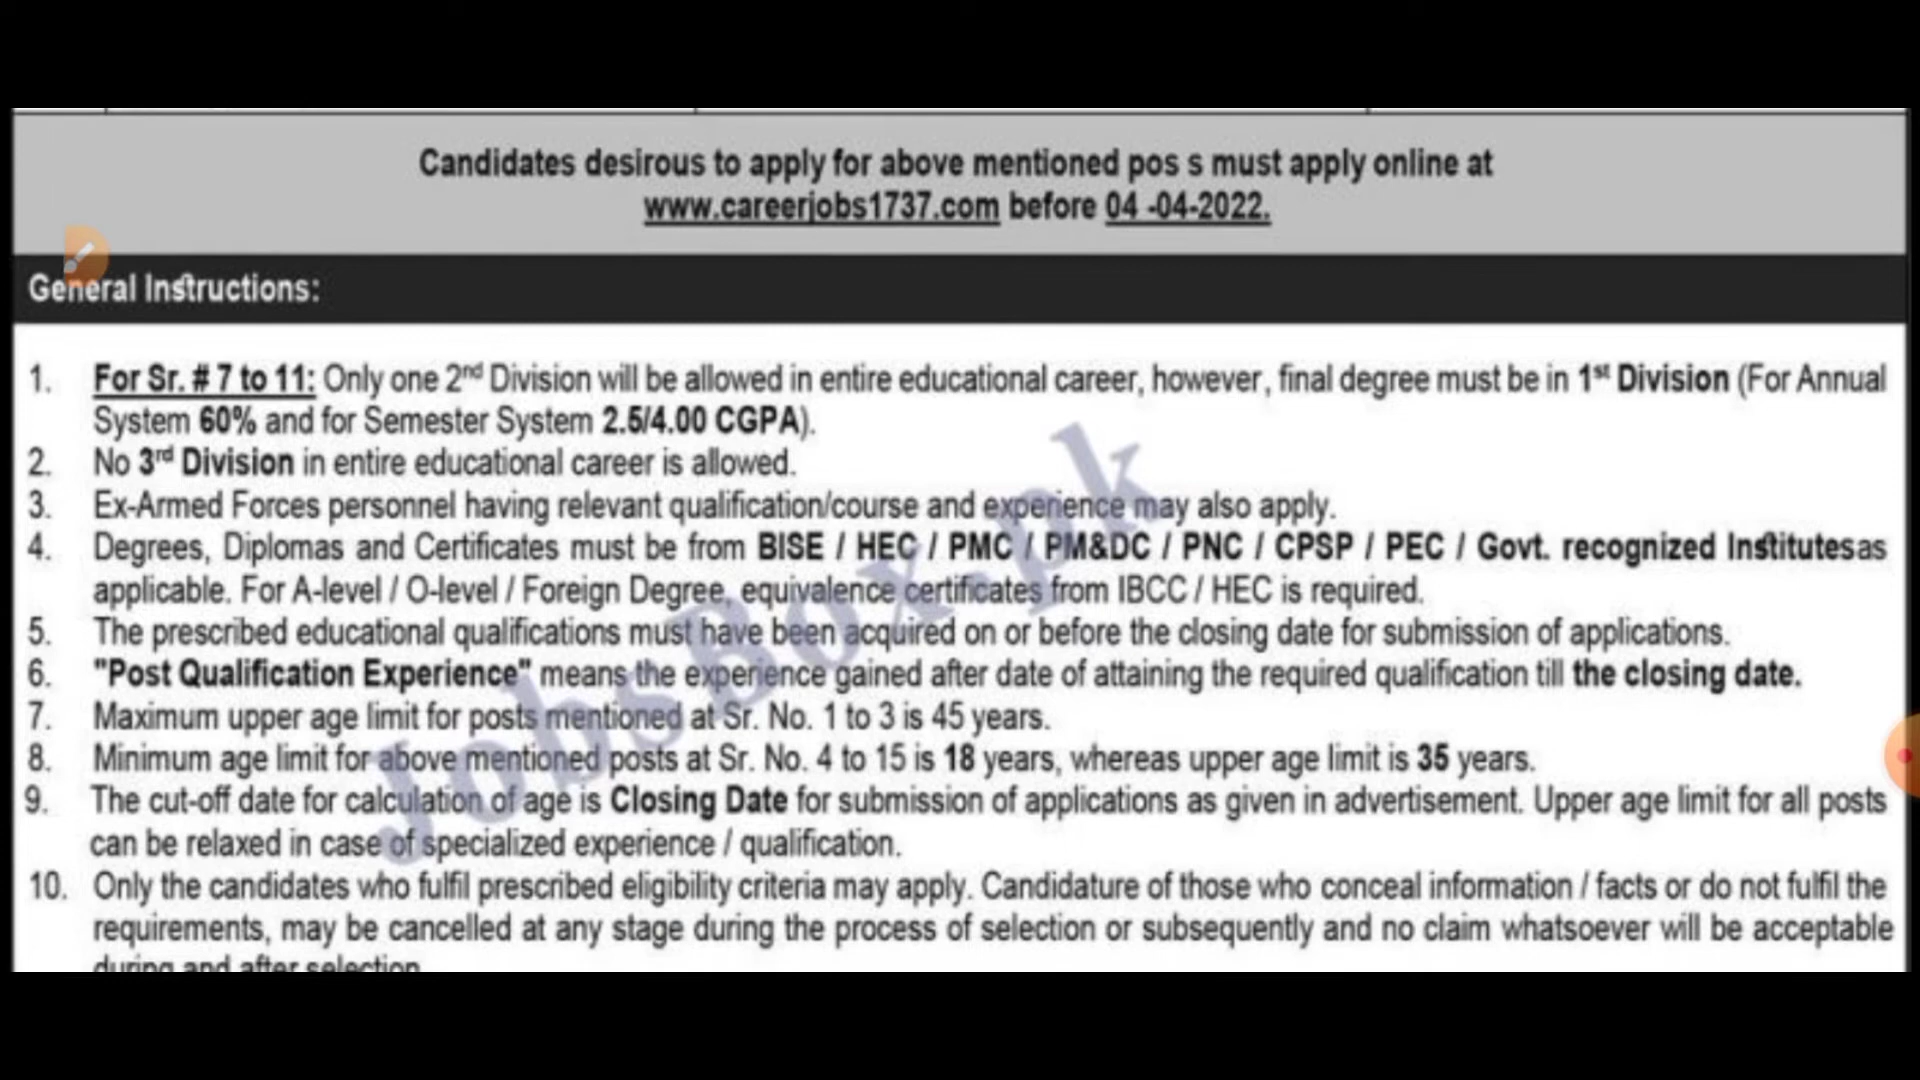 Candidates desirous to apply for above mentioned pos s must apply online at
www.careerjobs1737.com before 04 -04-2022.
General Instructions:
1. For Sr. # 7 to 11: Only one 2nd Division will be allowed in entire educational career, however, final degree must be in 1st Division (For Annual
System 60% and for Semester System 2.5/4.00 CGPA).
2. No 3rd Division in entire educational career is allowed.
3. Ex-Armed Forces personnel having relevant qualification/course and experience may also apply.
4. Degrees, Diplomas and Certificates must be from BISE / HEC / PMC / PM&DC / PNC / CPSP / PEC / Govt. recognized Institutes as
applicable. For A-level / O-level / Foreign Degree, equivalence certificates from IBCC / HEC is required.
5. The prescribed educational qualifications must have been acquired on or before the closing date for submission of applications.
6. "Post Qualification Experience" means the experience gained after date of attaining the required qualification till the closing date.
7. Maximum upper age limit for posts mentioned at Sr. No. 1 to 3 is 45 years.
8. Minimum age limit for above mentioned posts at Sr. No. 4 to 15 is 18 years, whereas upper age limit is 35 years.
9. The cut-off date for calculation of age is Closing Date for submission of applications as given in advertisement. Upper age limit for all posts
can be relaxed in case of specialized experience / qualification.
10. Only the candidates who fulfil prescribed eligibility criteria may apply. Candidature of those who conceal information / facts or do not fulfil the
requirements, may be cancelled at any stage during the process of selection or subsequently and no claim whatsoever will be acceptable
during and after selection.
JobsBox.pk